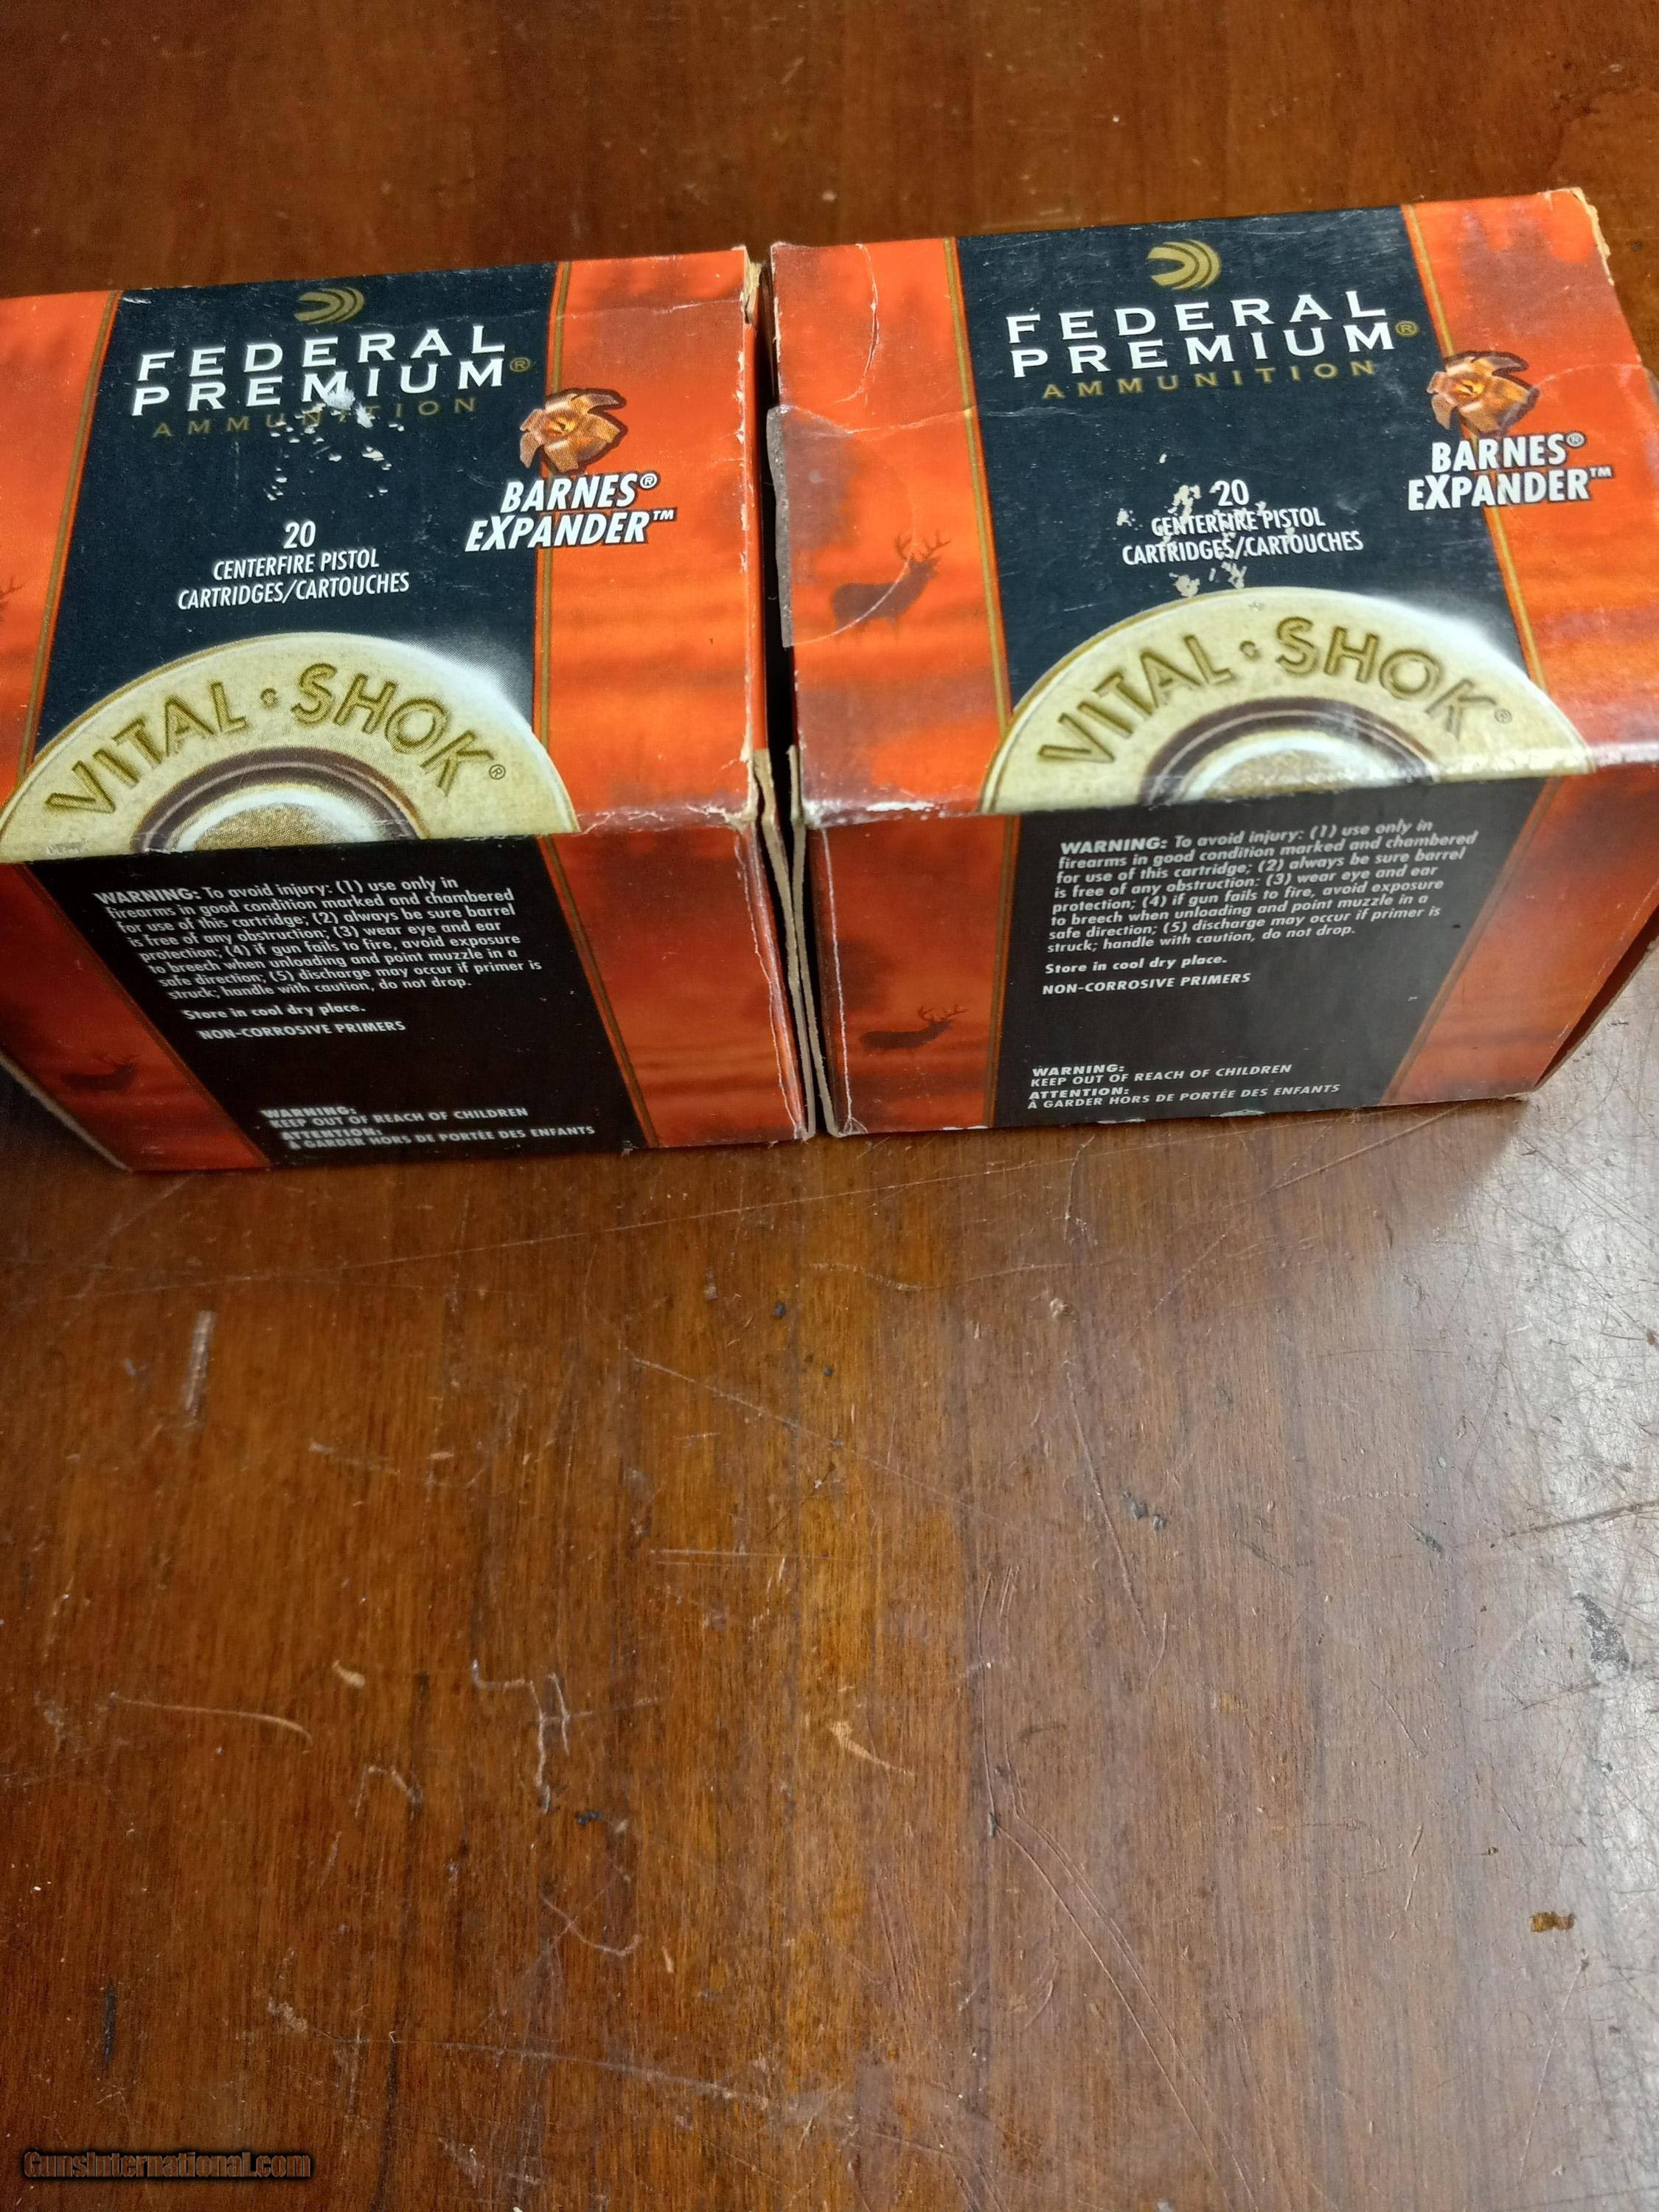 FEDERAL
PREMIUM®
AMMUNITION
BARNES®
EXPANDER™
20
CENTERFIRE PISTOL
CARTRIDGES/CARTOUCHES
VITAL·SHOK®
WARNING: To avoid injury: (1) use only in
firearms in good condition marked and chambered
for use of this cartridge; (2) always be sure barrel
is free of any obstruction; (3) wear eye and ear
protection; (4) if gun fails to fire, avoid exposure
to breech when unloading and point muzzle in a
safe direction; (5) discharge may occur if primer is
struck; handle with caution, do not drop.
Store in cool dry place.
NON-CORROSIVE PRIMERS
WARNING:
KEEP OUT OF REACH OF CHILDREN
ATTENTION:
À GARDER HORS DE PORTÉE DES ENFANTS
FEDERAL
PREMIUM®
AMMUNITION
BARNES®
EXPANDER™
20
CENTERFIRE PISTOL
CARTRIDGES/CARTOUCHES
VITAL·SHOK®
WARNING: To avoid injury: (1) use only in
firearms in good condition marked and chambered
for use of this cartridge; (2) always be sure barrel
is free of any obstruction; (3) wear eye and ear
protection; (4) if gun fails to fire, avoid exposure
to breech when unloading and point muzzle in a
safe direction; (5) discharge may occur if primer is
struck; handle with caution, do not drop.
Store in cool dry place.
NON-CORROSIVE PRIMERS
WARNING:
KEEP OUT OF REACH OF CHILDREN
ATTENTION:
À GARDER HORS DE PORTÉE DES ENFANTS
GunsInternational.com